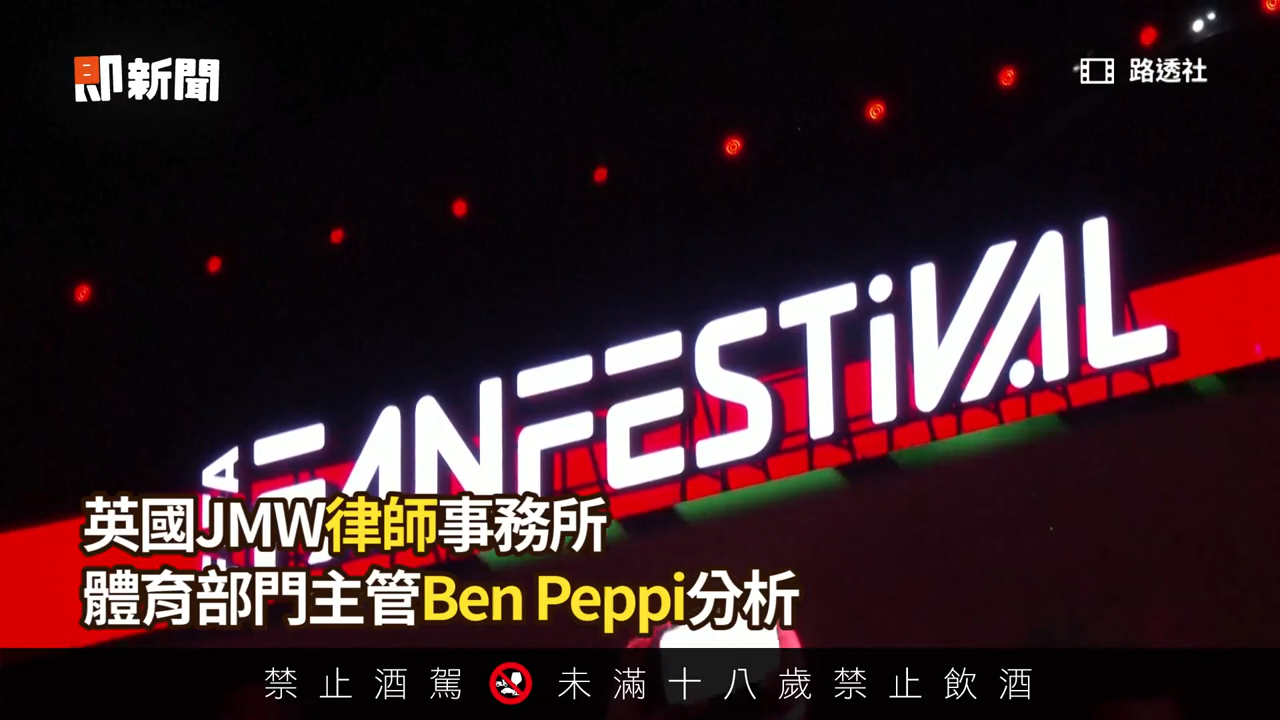 即新聞
路透社
FANFESTiVAL
英國JMW律師事務所
體育部門主管Ben Peppi分析
禁止酒駕 未滿十八歲禁止飲酒